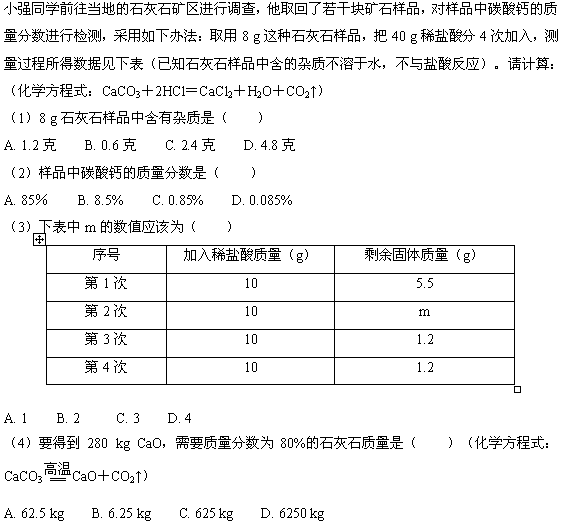 小强同学前往当地的石灰石矿区进行调查，他取回了若干块矿石样品，对样品中碳酸钙的质
量分数进行检测，采用如下办法：取用 8 g 这种石灰石样品，把 40 g 稀盐酸分 4 次加入，测
量过程所得数据见下表（已知石灰石样品中含的杂质不溶于水，不与盐酸反应）。请计算：
（化学方程式：CaCO₃＋2HCl＝CaCl₂＋H₂O＋CO₂↑）
（1）8 g 石灰石样品中含有杂质是（　　）
A. 1.2 克　B. 0.6 克　C. 2.4 克　D. 4.8 克
（2）样品中碳酸钙的质量分数是（　　）
A. 85％　B. 8.5%　C. 0.85%　D. 0.085%
（3）下表中 m 的数值应该为（　　）
序号　加入稀盐酸质量（g）　剩余固体质量（g）
第 1 次　10　5.5
第 2 次　10　m
第 3 次　10　1.2
第 4 次　10　1.2
A. 1　B. 2　C. 3　D. 4
（4）要得到 280 kg CaO，需要质量分数为 80%的石灰石质量是（　　）（化学方程式：
高温
CaCO₃＝CaO＋CO₂↑）
A. 62.5 kg　B. 6.25 kg　C. 625 kg　D. 6250 kg